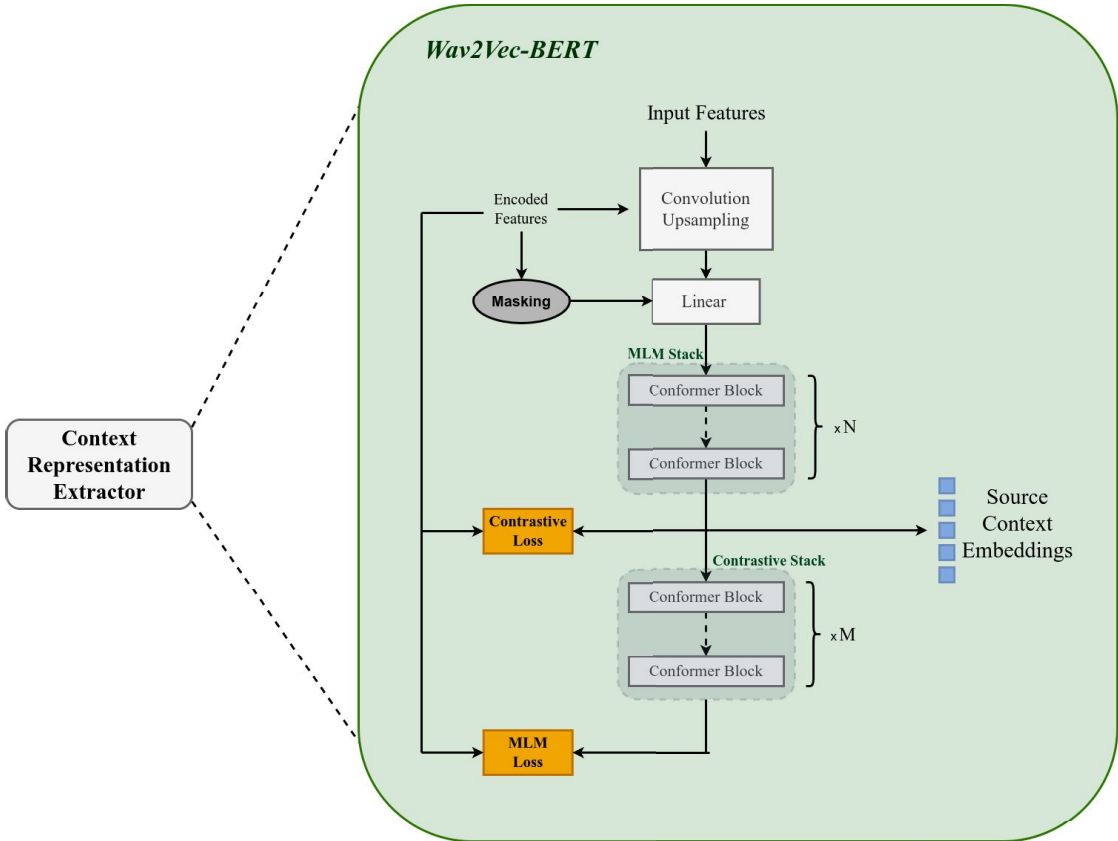 Wav2Vec-BERT
Input Features
Encoded
Features
Convolution
Upsampling
Masking
Linear
MLM Stack
Conformer Block
x N
Conformer Block
Context
Representation
Extractor
Contrastive
Loss
Source
Context
Embeddings
Contrastive Stack
Conformer Block
x M
Conformer Block
MLM
Loss